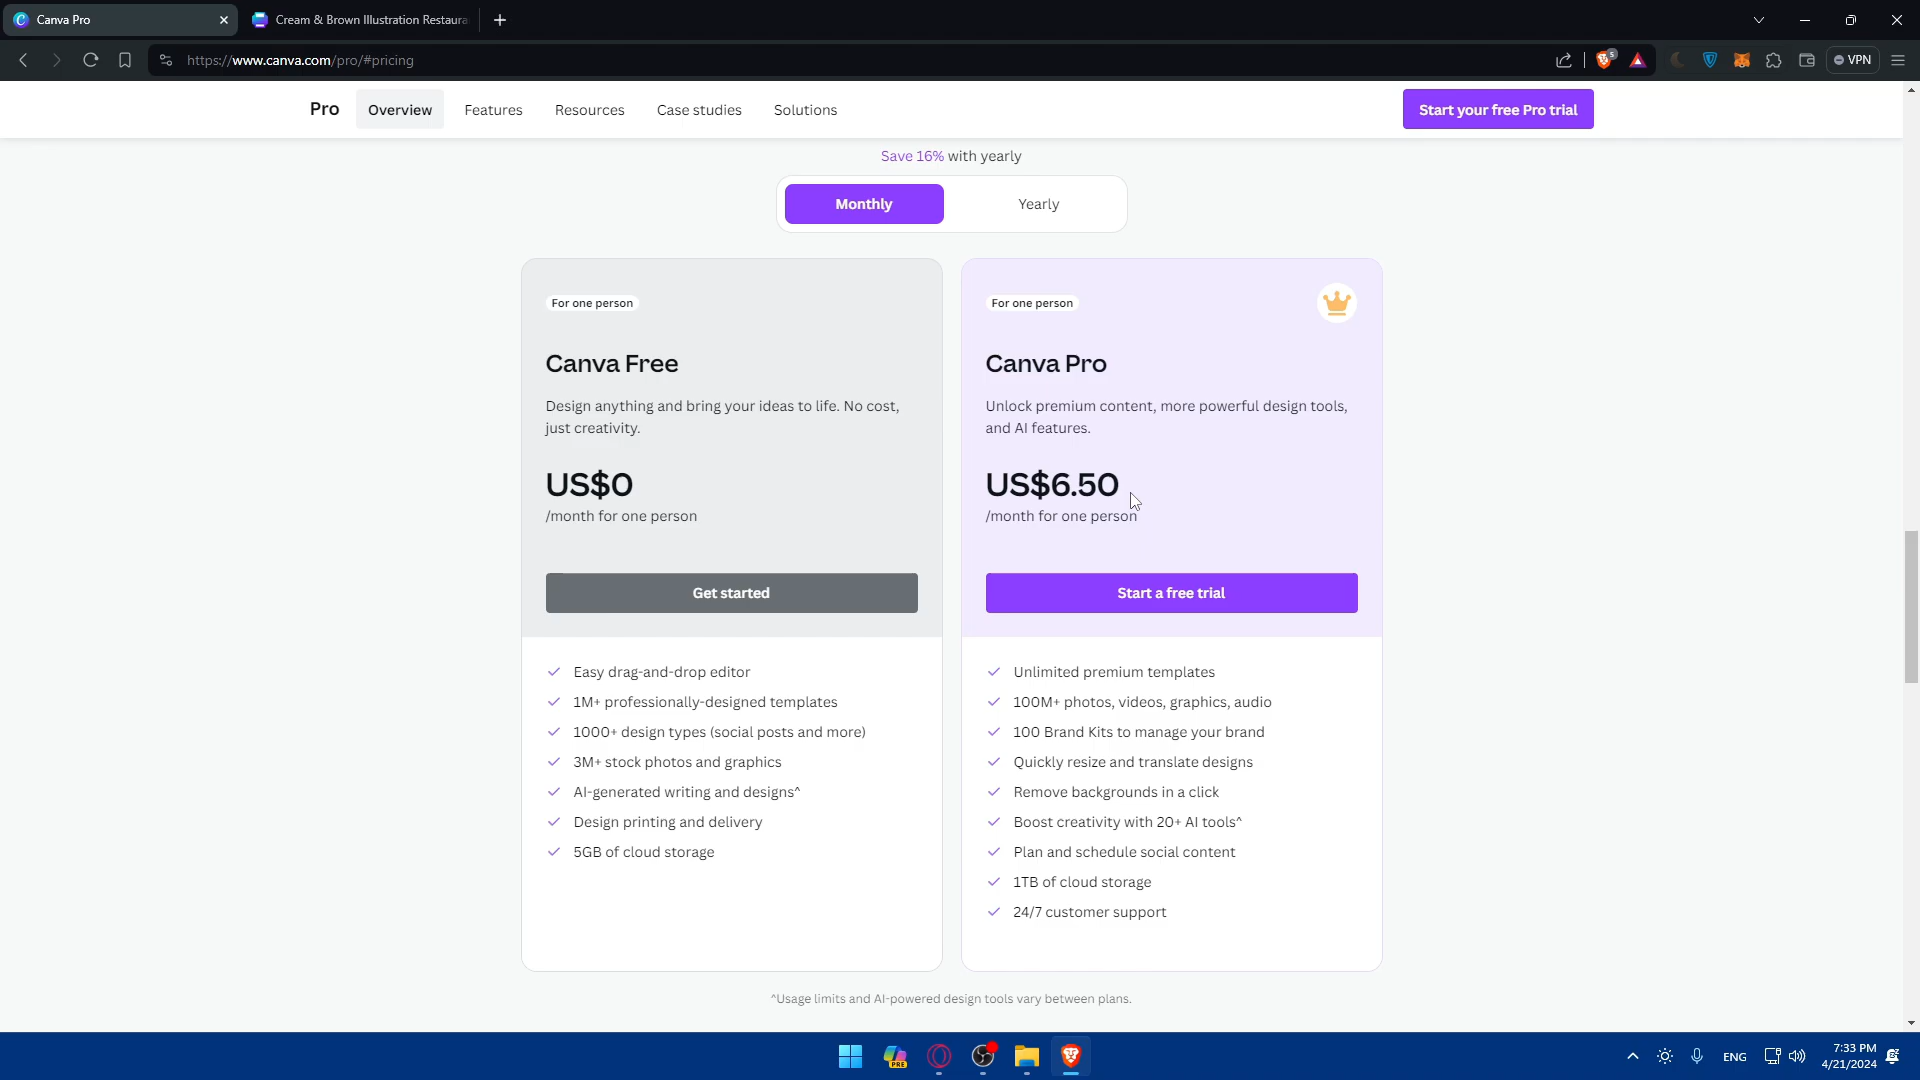 Canva Pro
Cream & Brown Illustration Restaura
https://www.canva.com/pro/#pricing
5
VPN
Pro
Overview
Features
Resources
Case studies
Solutions
Start your free Pro trial
Save 16% with yearly
Monthly
Yearly
For one person
Canva Free
Design anything and bring your ideas to life. No cost,
just creativity.
US$0
/month for one person
Get started
Easy drag-and-drop editor
1M+ professionally-designed templates
1000+ design types (social posts and more)
3M+ stock photos and graphics
AI-generated writing and designs^
Design printing and delivery
5GB of cloud storage
For one person
Canva Pro
Unlock premium content, more powerful design tools,
and AI features.
US$6.50
/month for one person
Start a free trial
Unlimited premium templates
100M+ photos, videos, graphics, audio
100 Brand Kits to manage your brand
Quickly resize and translate designs
Remove backgrounds in a click
Boost creativity with 20+ AI tools^
Plan and schedule social content
1TB of cloud storage
24/7 customer support
^Usage limits and AI-powered design tools vary between plans.
PRE
ENG
7:33 PM
4/21/2024